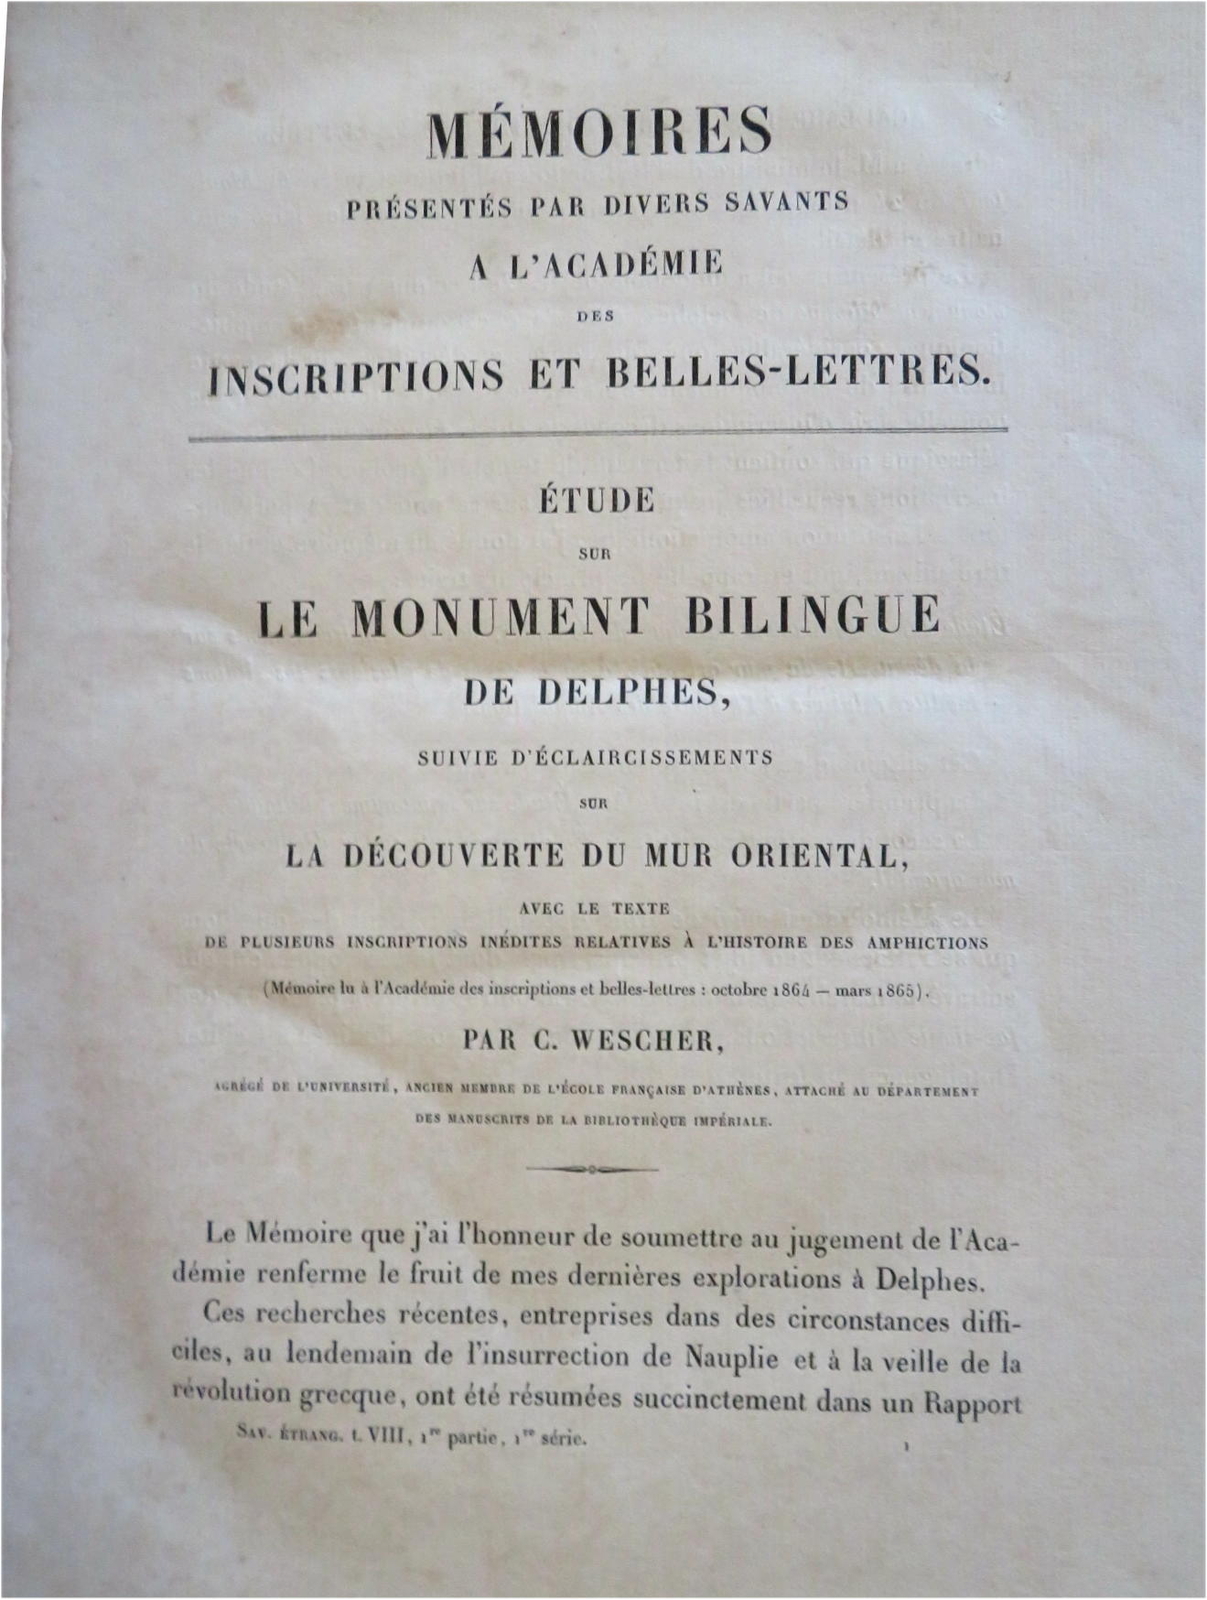 MÉMOIRES
PRÉSENTÉS PAR DIVERS SAVANTS
A L'ACADÉMIE
DES
INSCRIPTIONS ET BELLES-LETTRES.
ÉTUDE
SUR
LE MONUMENT BILINGUE
DE DELPHES,
SUIVIE D'ÉCLAIRCISSEMENTS
SUR
LA DÉCOUVERTE DU MUR ORIENTAL,
AVEC LE TEXTE
DE PLUSIEURS INSCRIPTIONS INÉDITES RELATIVES À L'HISTOIRE DES AMPHICTIONS
(Mémoire lu à l'Académie des inscriptions et belles-lettres : octobre 1864 — mars 1865).
PAR C. WESCHER,
AGRÉGÉ DE L'UNIVERSITÉ, ANCIEN MEMBRE DE L'ÉCOLE FRANÇAISE D'ATHÈNES, ATTACHÉ AU DÉPARTEMENT
DES MANUSCRITS DE LA BIBLIOTHÈQUE IMPÉRIALE.
Le Mémoire que j'ai l'honneur de soumettre au jugement de l'Aca-
démie renferme le fruit de mes dernières explorations à Delphes.
Ces recherches récentes, entreprises dans des circonstances diffi-
ciles, au lendemain de l'insurrection de Nauplie et à la veille de la
révolution grecque, ont été résumées succinctement dans un Rapport
SAV. ÉTRANG. t. VIII, 1re partie, 1re série. 1